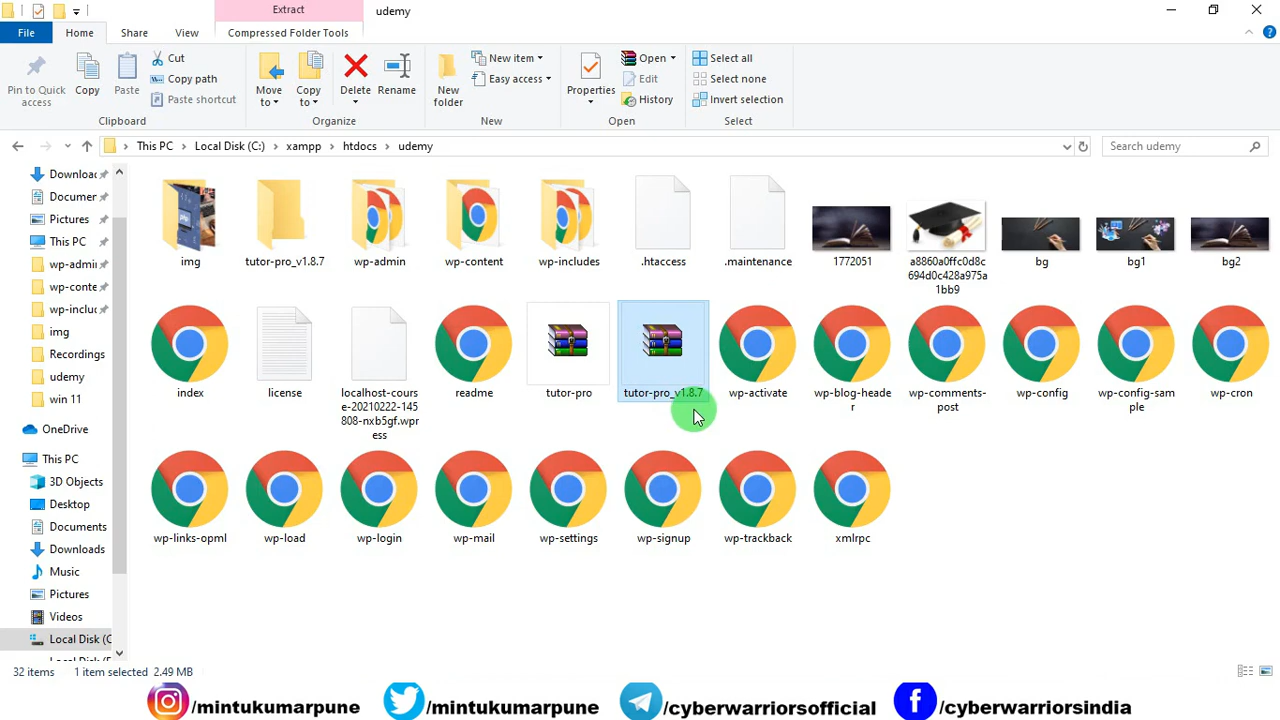 Extract
udemy
File
Home
Share
View
Compressed Folder Tools
Pin to Quick access
Copy
Paste
Cut
Copy path
Paste shortcut
Clipboard
Move to
Copy to
Delete
Rename
Organize
New folder
New item
Easy access
New
Properties
Open
Edit
History
Open
Select all
Select none
Invert selection
Select
This PC > Local Disk (C:) > xampp > htdocs > udemy
Search udemy
Downloac
Documer
Pictures
This PC
wp-admi
wp-conte
wp-incluc
img
Recordings
udemy
win 11
OneDrive
This PC
3D Objects
Desktop
Documents
Downloads
Music
Pictures
Videos
Local Disk (C
img
tutor-pro_v1.8.7
wp-admin
wp-content
wp-includes
.htaccess
.maintenance
1772051
a8860a0ffc0d8c
694d0c428a975a
1bb9
bg
bg1
bg2
index
license
localhost-cours
e-20210222-145
808-nxb5gf.wpr
ess
readme
tutor-pro
tutor-pro_v1.8.7
wp-activate
wp-blog-heade
r
wp-comments-
post
wp-config
wp-config-sam
ple
wp-cron
wp-links-opml
wp-load
wp-login
wp-mail
wp-settings
wp-signup
wp-trackback
xmlrpc
32 items
1 item selected 2.49 MB
/mintukumarpune
/mintukumarpune
/cyberwarriorsofficial
/cyberwarriorsindia